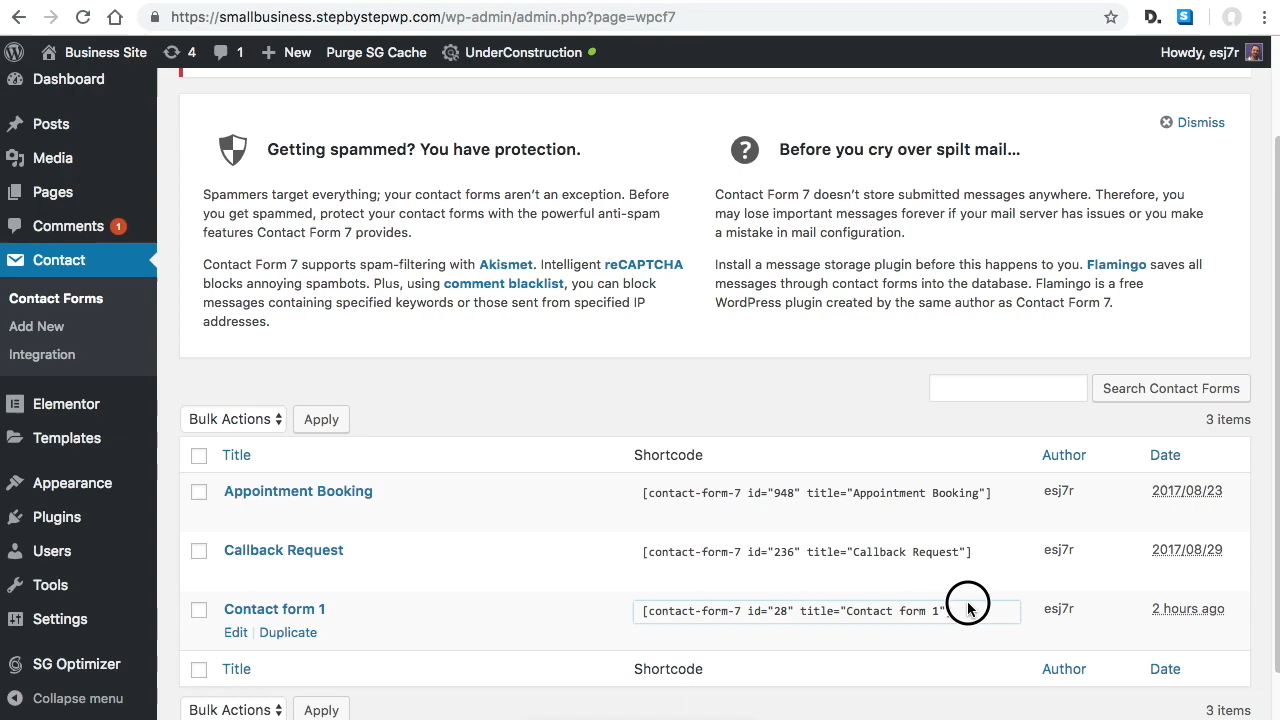 https://smallbusiness.stepbystepwp.com/wp-admin/admin.php?page=wpcf7
D.
S
Business Site
4
1
New
Purge SG Cache
UnderConstruction
Howdy, esj7r
Dashboard
Posts
Media
Pages
Comments 1
Contact
Contact Forms
Add New
Integration
Elementor
Templates
Appearance
Plugins
Users
Tools
Settings
SG Optimizer
Collapse menu
Dismiss
Getting spammed? You have protection.
Spammers target everything; your contact forms aren't an exception. Before
you get spammed, protect your contact forms with the powerful anti-spam
features Contact Form 7 provides.
Contact Form 7 supports spam-filtering with Akismet. Intelligent reCAPTCHA
blocks annoying spambots. Plus, using comment blacklist, you can block
messages containing specified keywords or those sent from specified IP
addresses.
Before you cry over spilt mail...
Contact Form 7 doesn't store submitted messages anywhere. Therefore, you
may lose important messages forever if your mail server has issues or you make
a mistake in mail configuration.
Install a message storage plugin before this happens to you. Flamingo saves all
messages through contact forms into the database. Flamingo is a free
WordPress plugin created by the same author as Contact Form 7.
Search Contact Forms
Bulk Actions
Apply
3 items
Title Shortcode Author Date
Appointment Booking [contact-form-7 id="948" title="Appointment Booking"] esj7r 2017/08/23
Callback Request [contact-form-7 id="236" title="Callback Request"] esj7r 2017/08/29
Contact form 1 [contact-form-7 id="28" title="Contact form 1"] esj7r 2 hours ago
Edit | Duplicate
Title Shortcode Author Date
Bulk Actions
Apply
3 items